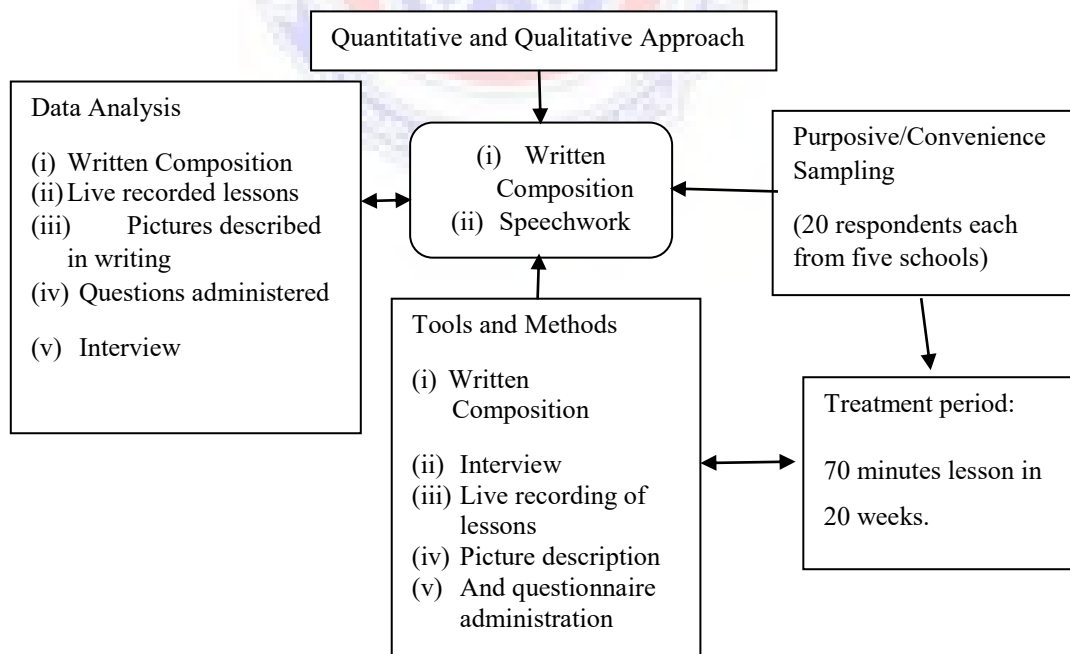 Quantitative and Qualitative Approach
Data Analysis
(i) Written Composition
(ii) Live recorded lessons
(iii) Pictures described
in writing
(iv) Questions administered
(v) Interview
(i) Written
Composition
(ii) Speechwork
Purposive/Convenience
Sampling
(20 respondents each
from five schools)
Tools and Methods
(i) Written
Composition
(ii) Interview
(iii) Live recording of
lessons
(iv) Picture description
(v) And questionnaire
administration
Treatment period:
70 minutes lesson in
20 weeks.